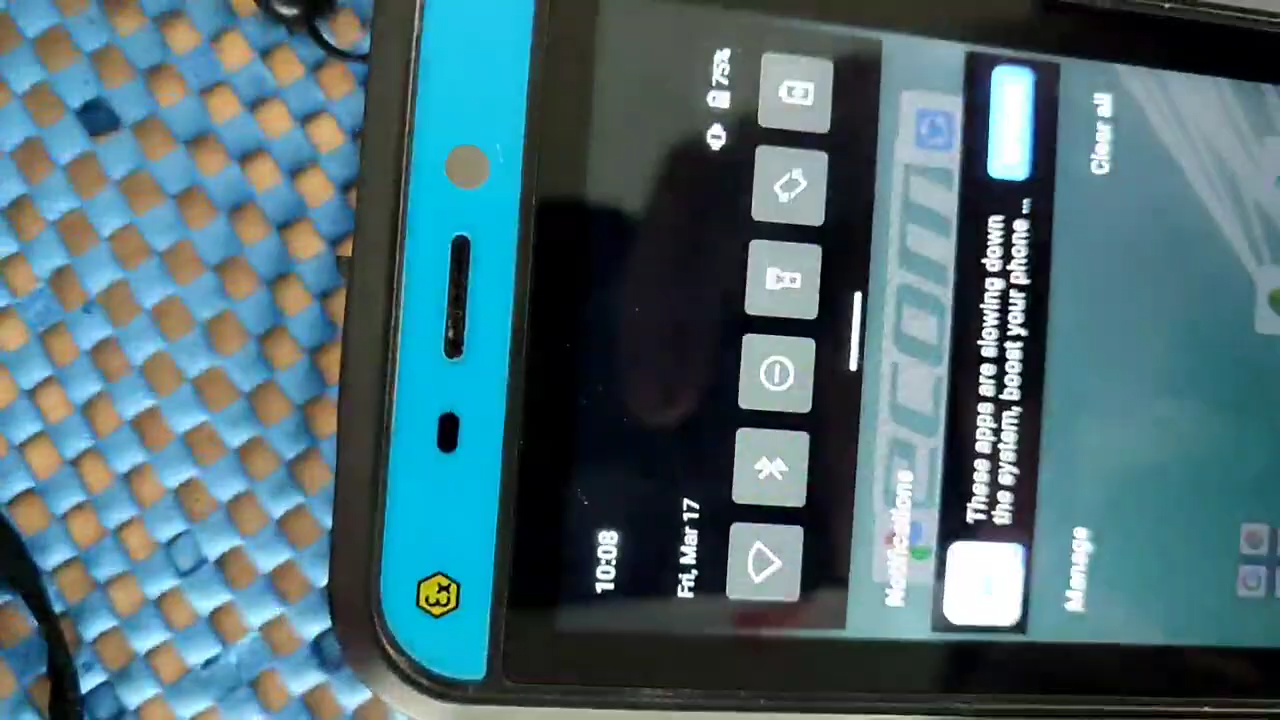 10:08
Fri, Mar 17
75%
ecom
Notifications
These apps are slowing down
the system, boost your phone ...
Manage
Clear all